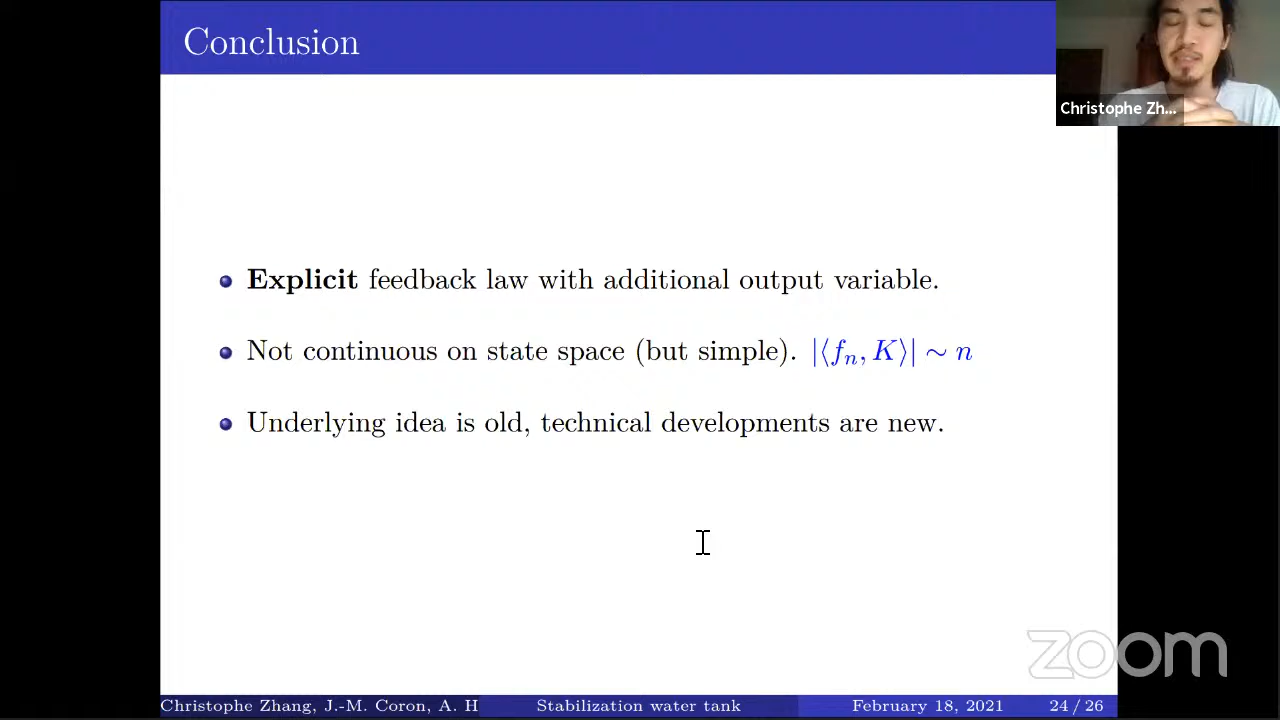 Conclusion
Christophe Zh...
Explicit feedback law with additional output variable.
Not continuous on state space (but simple). |⟨fₙ, K⟩| ∼ n
Underlying idea is old, technical developments are new.
zoom
Christophe Zhang, J.-M. Coron, A. H Stabilization water tank February 18, 2021 24 / 26